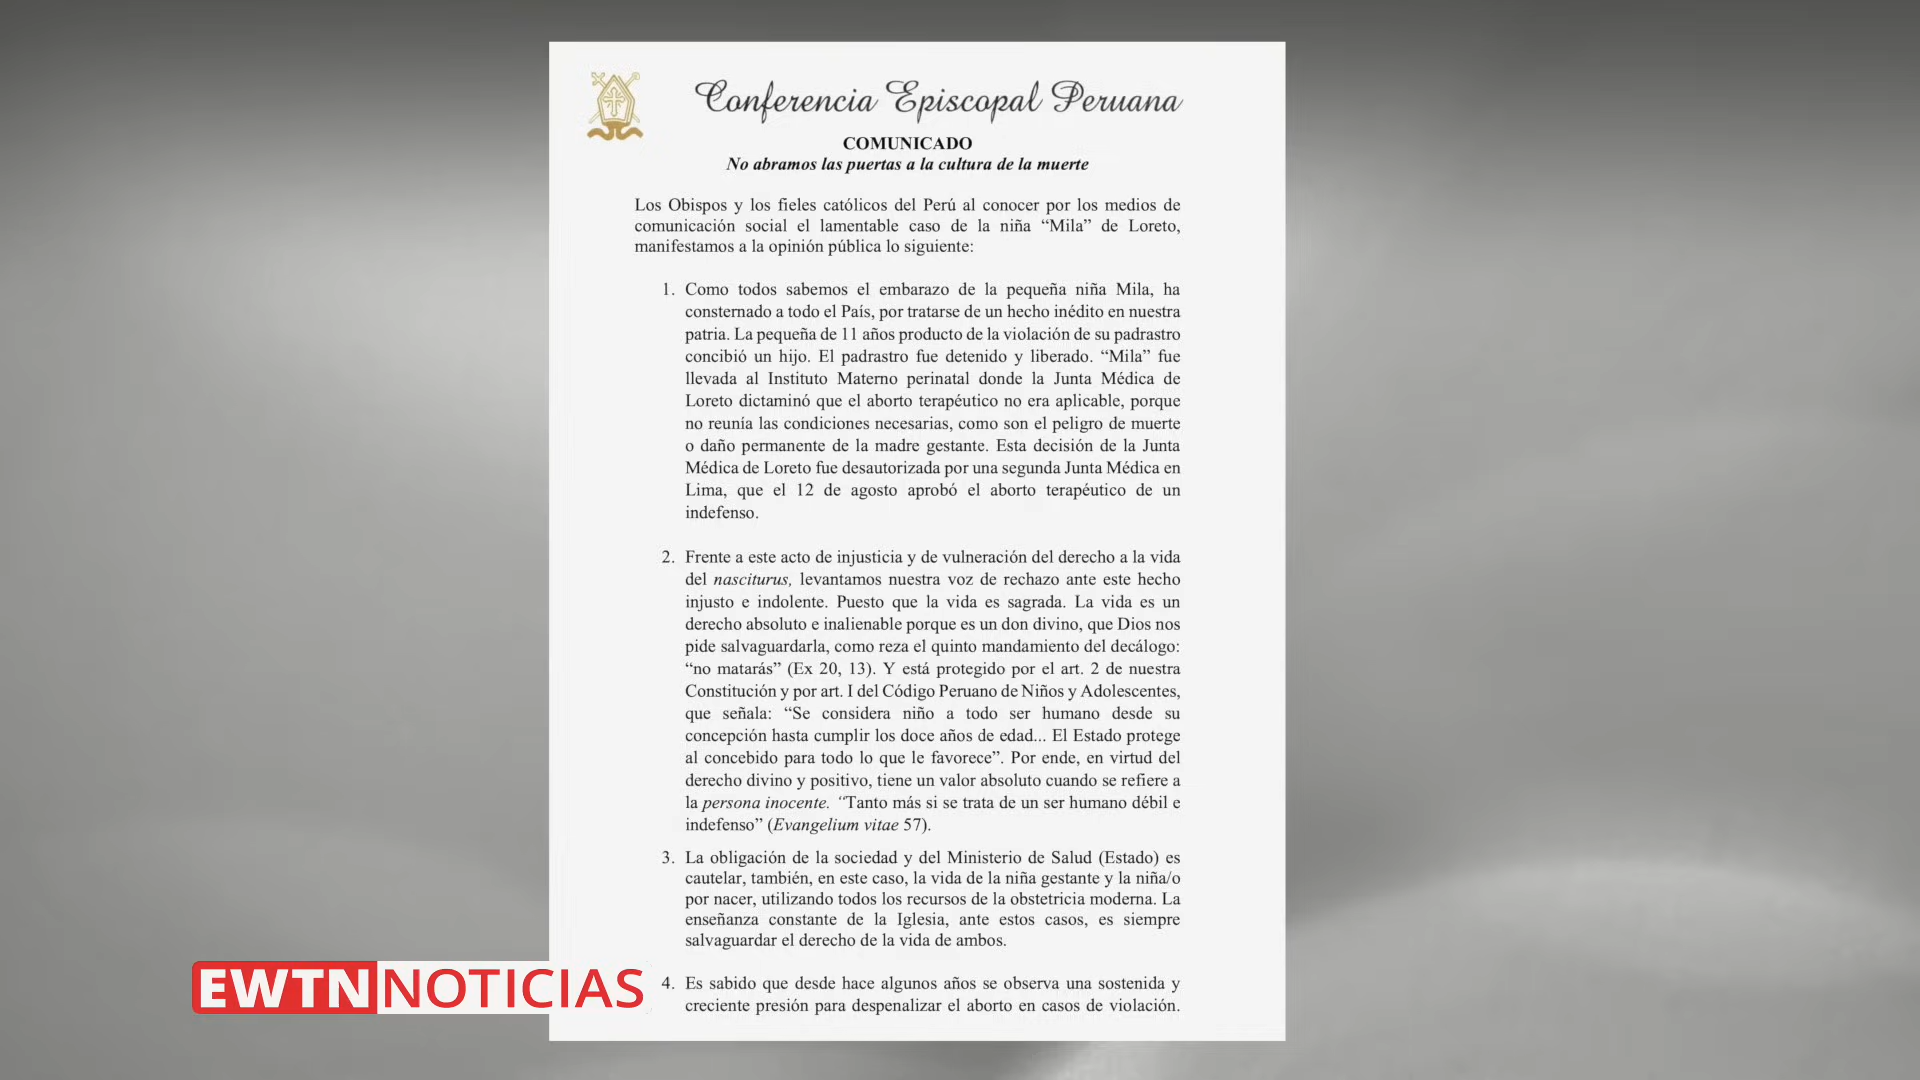 Conferencia Episcopal Peruana
COMUNICADO
No abramos las puertas a la cultura de la muerte
Los Obispos y los fieles católicos del Perú al conocer por los medios de
comunicación social el lamentable caso de la niña “Mila” de Loreto,
manifestamos a la opinión pública lo siguiente:
1. Como todos sabemos el embarazo de la pequeña niña Mila, ha
consternado a todo el País, por tratarse de un hecho inédito en nuestra
patria. La pequeña de 11 años producto de la violación de su padrastro
concibió un hijo. El padrastro fue detenido y liberado. “Mila” fue
llevada al Instituto Materno perinatal donde la Junta Médica de
Loreto dictaminó que el aborto terapéutico no era aplicable, porque
no reunía las condiciones necesarias, como son el peligro de muerte
o daño permanente de la madre gestante. Esta decisión de la Junta
Médica de Loreto fue desautorizada por una segunda Junta Médica en
Lima, que el 12 de agosto aprobó el aborto terapéutico de un
indefenso.
2. Frente a este acto de injusticia y de vulneración del derecho a la vida
del nasciturus, levantamos nuestra voz de rechazo ante este hecho
injusto e indolente. Puesto que la vida es sagrada. La vida es un
derecho absoluto e inalienable porque es un don divino, que Dios nos
pide salvaguardarla, como reza el quinto mandamiento del decálogo:
“no matarás” (Ex 20, 13). Y está protegido por el art. 2 de nuestra
Constitución y por art. I del Código Peruano de Niños y Adolescentes,
que señala: “Se considera niño a todo ser humano desde su
concepción hasta cumplir los doce años de edad... El Estado protege
al concebido para todo lo que le favorece”. Por ende, en virtud del
derecho divino y positivo, tiene un valor absoluto cuando se refiere a
la persona inocente. “Tanto más si se trata de un ser humano débil e
indefenso” (Evangelium vitae 57).
3. La obligación de la sociedad y del Ministerio de Salud (Estado) es
cautelar, también, en este caso, la vida de la niña gestante y la niña/o
por nacer, utilizando todos los recursos de la obstetricia moderna. La
enseñanza constante de la Iglesia, ante estos casos, es siempre
salvaguardar el derecho de la vida de ambos.
4. Es sabido que desde hace algunos años se observa una sostenida y
creciente presión para despenalizar el aborto en casos de violación.
EWTN NOTICIAS